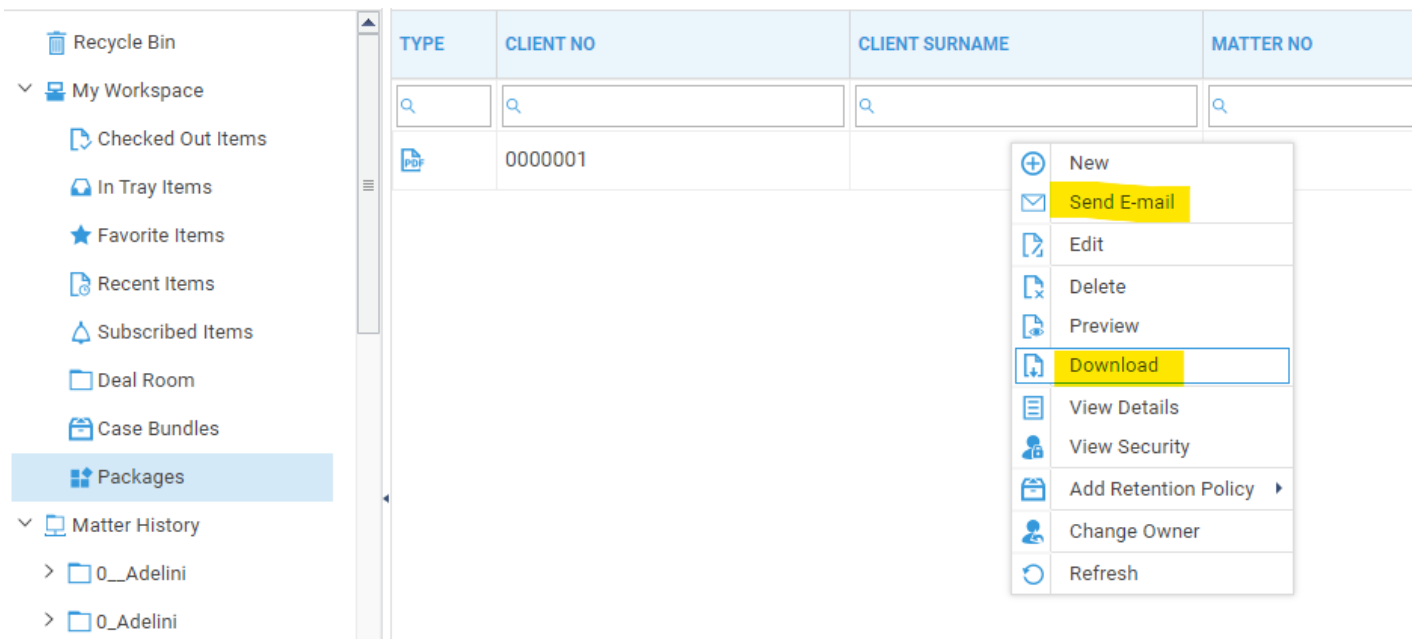 Recycle Bin
My Workspace
Checked Out Items
In Tray Items
Favorite Items
Recent Items
Subscribed Items
Deal Room
Case Bundles
Packages
Matter History
0__Adelini
0_Adelini
TYPE CLIENT NO CLIENT SURNAME MATTER NO
PDF 0000001
New
Send E-mail
Edit
Delete
Preview
Download
View Details
View Security
Add Retention Policy
Change Owner
Refresh